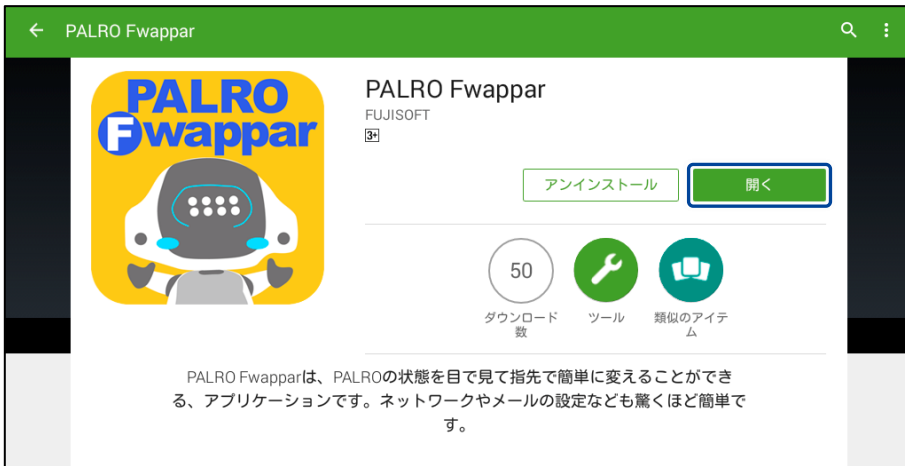 PALRO Fwappar
PALRO
Fwappar
PALRO Fwappar
FUJISOFT
3+
アンインストール
開く
50
ダウンロード
数
ツール
類似のアイテ
ム
PALRO Fwapparは、PALROの状態を目で見て指先で簡単に変えることができ
る、アプリケーションです。ネットワークやメールの設定なども驚くほど簡単で
す。